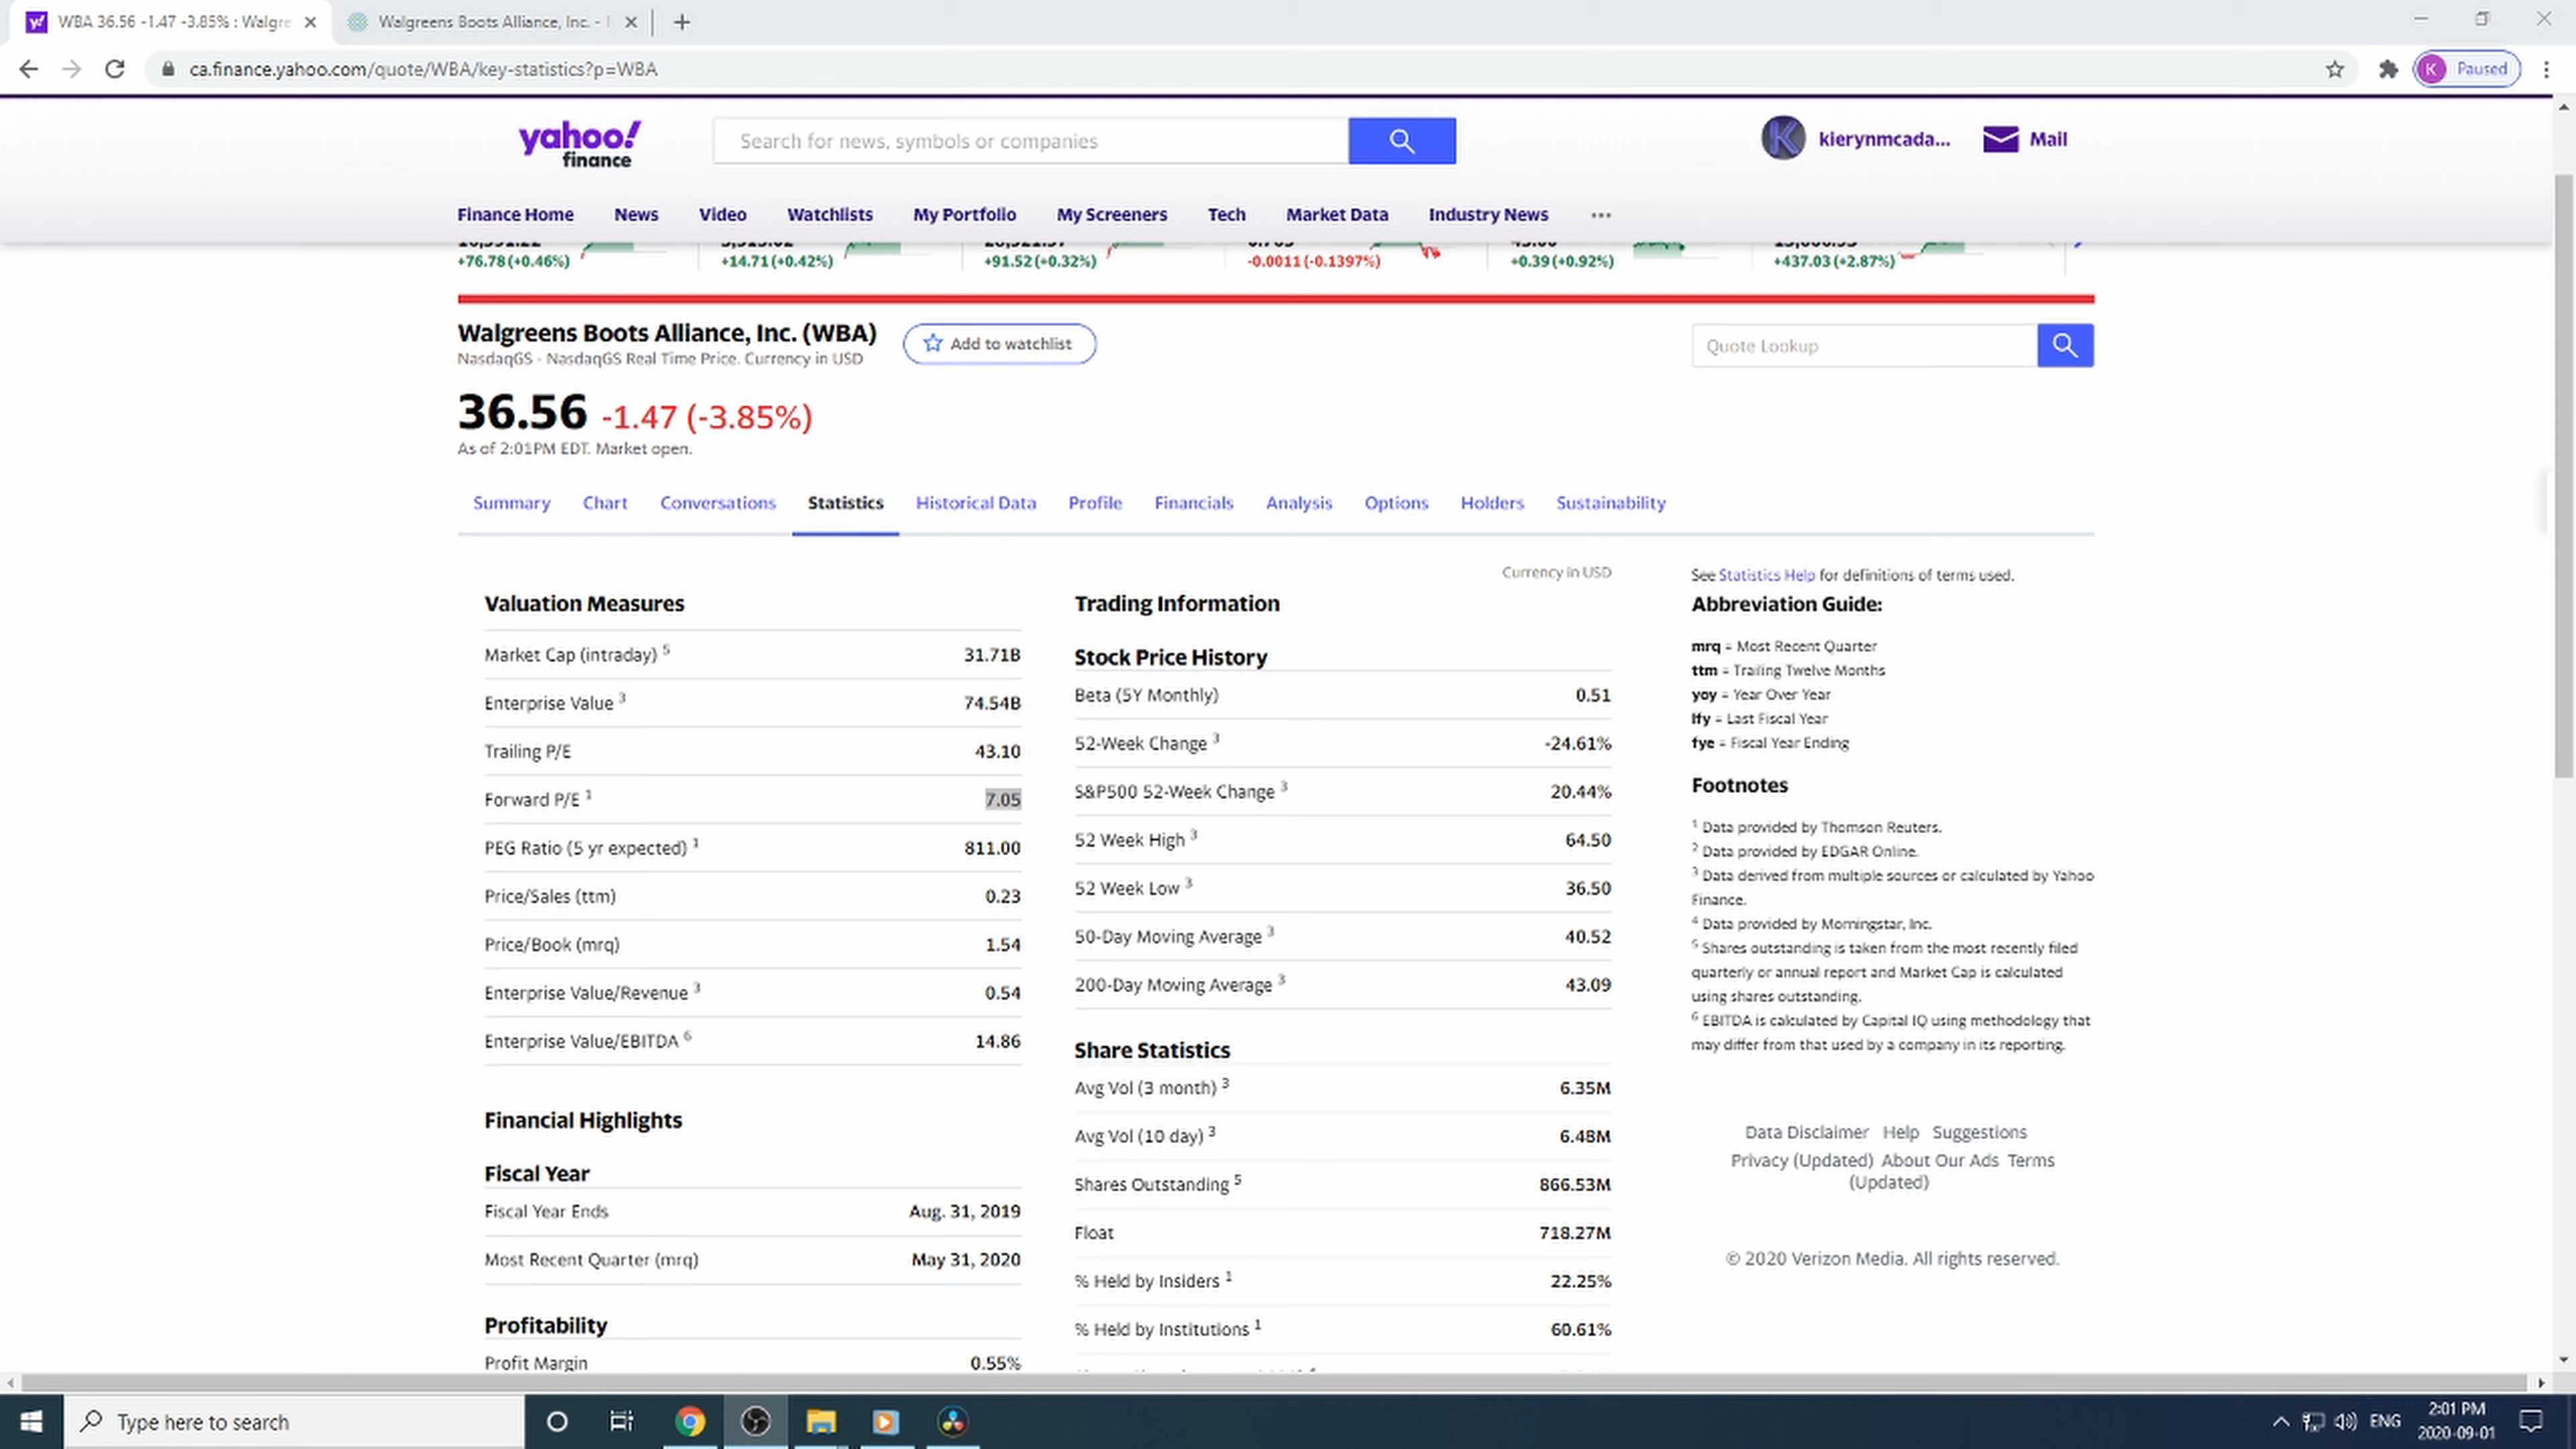 WBA 36.56 -1.47 -3.85% : Walgre
Walgreens Boots Alliance, Inc. -
ca.finance.yahoo.com/quote/WBA/key-statistics?p=WBA
K Paused
yahoo!
finance
Search for news, symbols or companies
K kierynmcada...
Mail
Finance Home News Video Watchlists My Portfolio My Screeners Tech Market Data Industry News ...
+76.78 (+0.46%) +14.71 (+0.42%) +91.52 (+0.32%) -0.0011 (-0.1397%) +0.39 (+0.92%) +437.03 (+2.87%)
Walgreens Boots Alliance, Inc. (WBA)
NasdaqGS - NasdaqGS Real Time Price. Currency in USD
Add to watchlist
Quote Lookup
36.56 -1.47 (-3.85%)
As of 2:01PM EDT. Market open.
Summary Chart Conversations Statistics Historical Data Profile Financials Analysis Options Holders Sustainability
Currency in USD
Valuation Measures
Market Cap (intraday) 5 31.71B
Enterprise Value 3 74.54B
Trailing P/E 43.10
Forward P/E 1 7.05
PEG Ratio (5 yr expected) 1 811.00
Price/Sales (ttm) 0.23
Price/Book (mrq) 1.54
Enterprise Value/Revenue 3 0.54
Enterprise Value/EBITDA 6 14.86
Financial Highlights
Fiscal Year
Fiscal Year Ends Aug. 31, 2019
Most Recent Quarter (mrq) May 31, 2020
Profitability
Profit Margin 0.55%
Trading Information
Stock Price History
Beta (5Y Monthly) 0.51
52-Week Change 3 -24.61%
S&P500 52-Week Change 3 20.44%
52 Week High 3 64.50
52 Week Low 3 36.50
50-Day Moving Average 3 40.52
200-Day Moving Average 3 43.09
Share Statistics
Avg Vol (3 month) 3 6.35M
Avg Vol (10 day) 3 6.48M
Shares Outstanding 5 866.53M
Float 718.27M
% Held by Insiders 1 22.25%
% Held by Institutions 1 60.61%
See Statistics Help for definitions of terms used.
Abbreviation Guide:
mrq = Most Recent Quarter
ttm = Trailing Twelve Months
yoy = Year Over Year
lfy = Last Fiscal Year
fye = Fiscal Year Ending
Footnotes
1 Data provided by Thomson Reuters.
2 Data provided by EDGAR Online.
3 Data derived from multiple sources or calculated by Yahoo
Finance.
4 Data provided by Morningstar, Inc.
5 Shares outstanding is taken from the most recently filed
quarterly or annual report and Market Cap is calculated
using shares outstanding.
6 EBITDA is calculated by Capital IQ using methodology that
may differ from that used by a company in its reporting.
Data Disclaimer Help Suggestions
Privacy (Updated) About Our Ads Terms
(Updated)
© 2020 Verizon Media. All rights reserved.
Type here to search
ENG
2:01 PM
2020-09-01